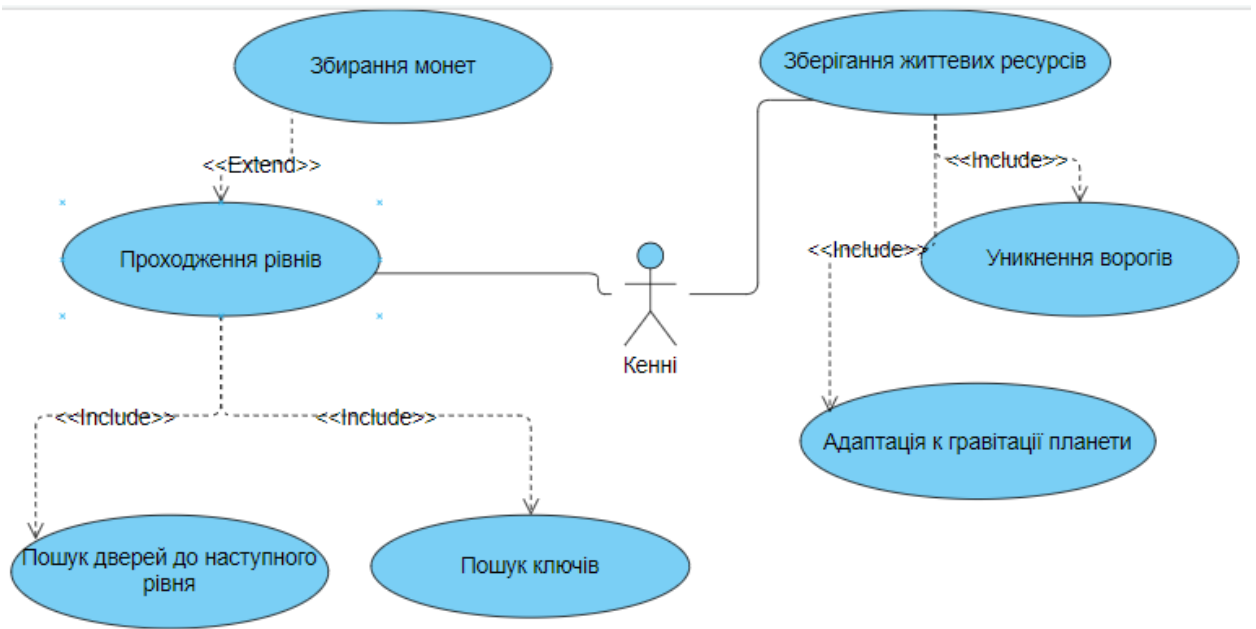 Збирання монет
Зберігання життевих ресурсів
<<Extend>>
<<Include>>
Проходження рівнів
<<Include>>
Уникнення ворогів
Кенні
<<Include>>
<<Include>>
Адаптація к гравітації планети
Пошук дверей до наступного
рівня
Пошук ключів